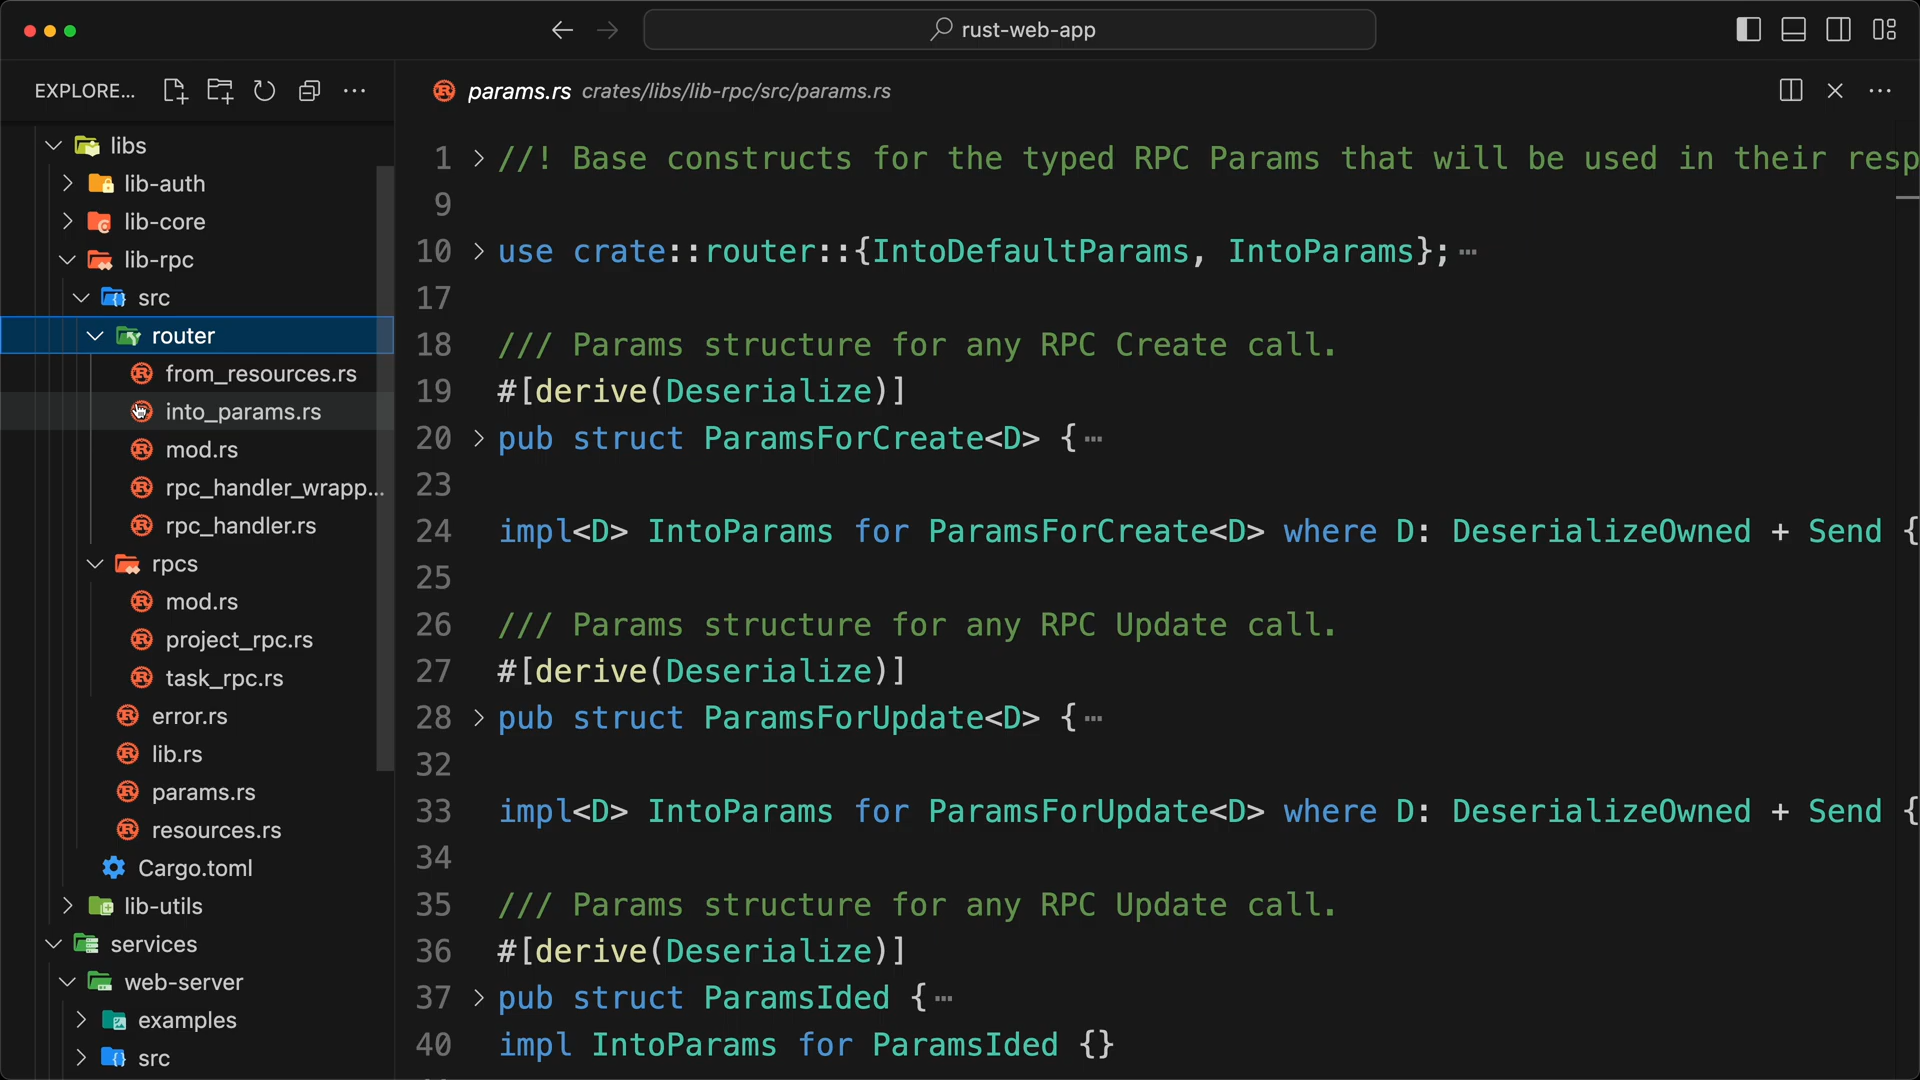 rust-web-app
EXPLORE...
params.rs crates/libs/lib-rpc/src/params.rs
libs
lib-auth
lib-core
lib-rpc
src
router
from_resources.rs
into_params.rs
mod.rs
rpc_handler_wrapp...
rpc_handler.rs
rpcs
mod.rs
project_rpc.rs
task_rpc.rs
error.rs
lib.rs
params.rs
resources.rs
Cargo.toml
lib-utils
services
web-server
examples
src
1 //! Base constructs for the typed RPC Params that will be used in their resp
9
10 use crate::router::{IntoDefaultParams, IntoParams};…
17
18 /// Params structure for any RPC Create call.
19 #[derive(Deserialize)]
20 pub struct ParamsForCreate<D> {…
23
24 impl<D> IntoParams for ParamsForCreate<D> where D: DeserializeOwned + Send {
25
26 /// Params structure for any RPC Update call.
27 #[derive(Deserialize)]
28 pub struct ParamsForUpdate<D> {…
32
33 impl<D> IntoParams for ParamsForUpdate<D> where D: DeserializeOwned + Send {
34
35 /// Params structure for any RPC Update call.
36 #[derive(Deserialize)]
37 pub struct ParamsIded {…
40 impl IntoParams for ParamsIded {}